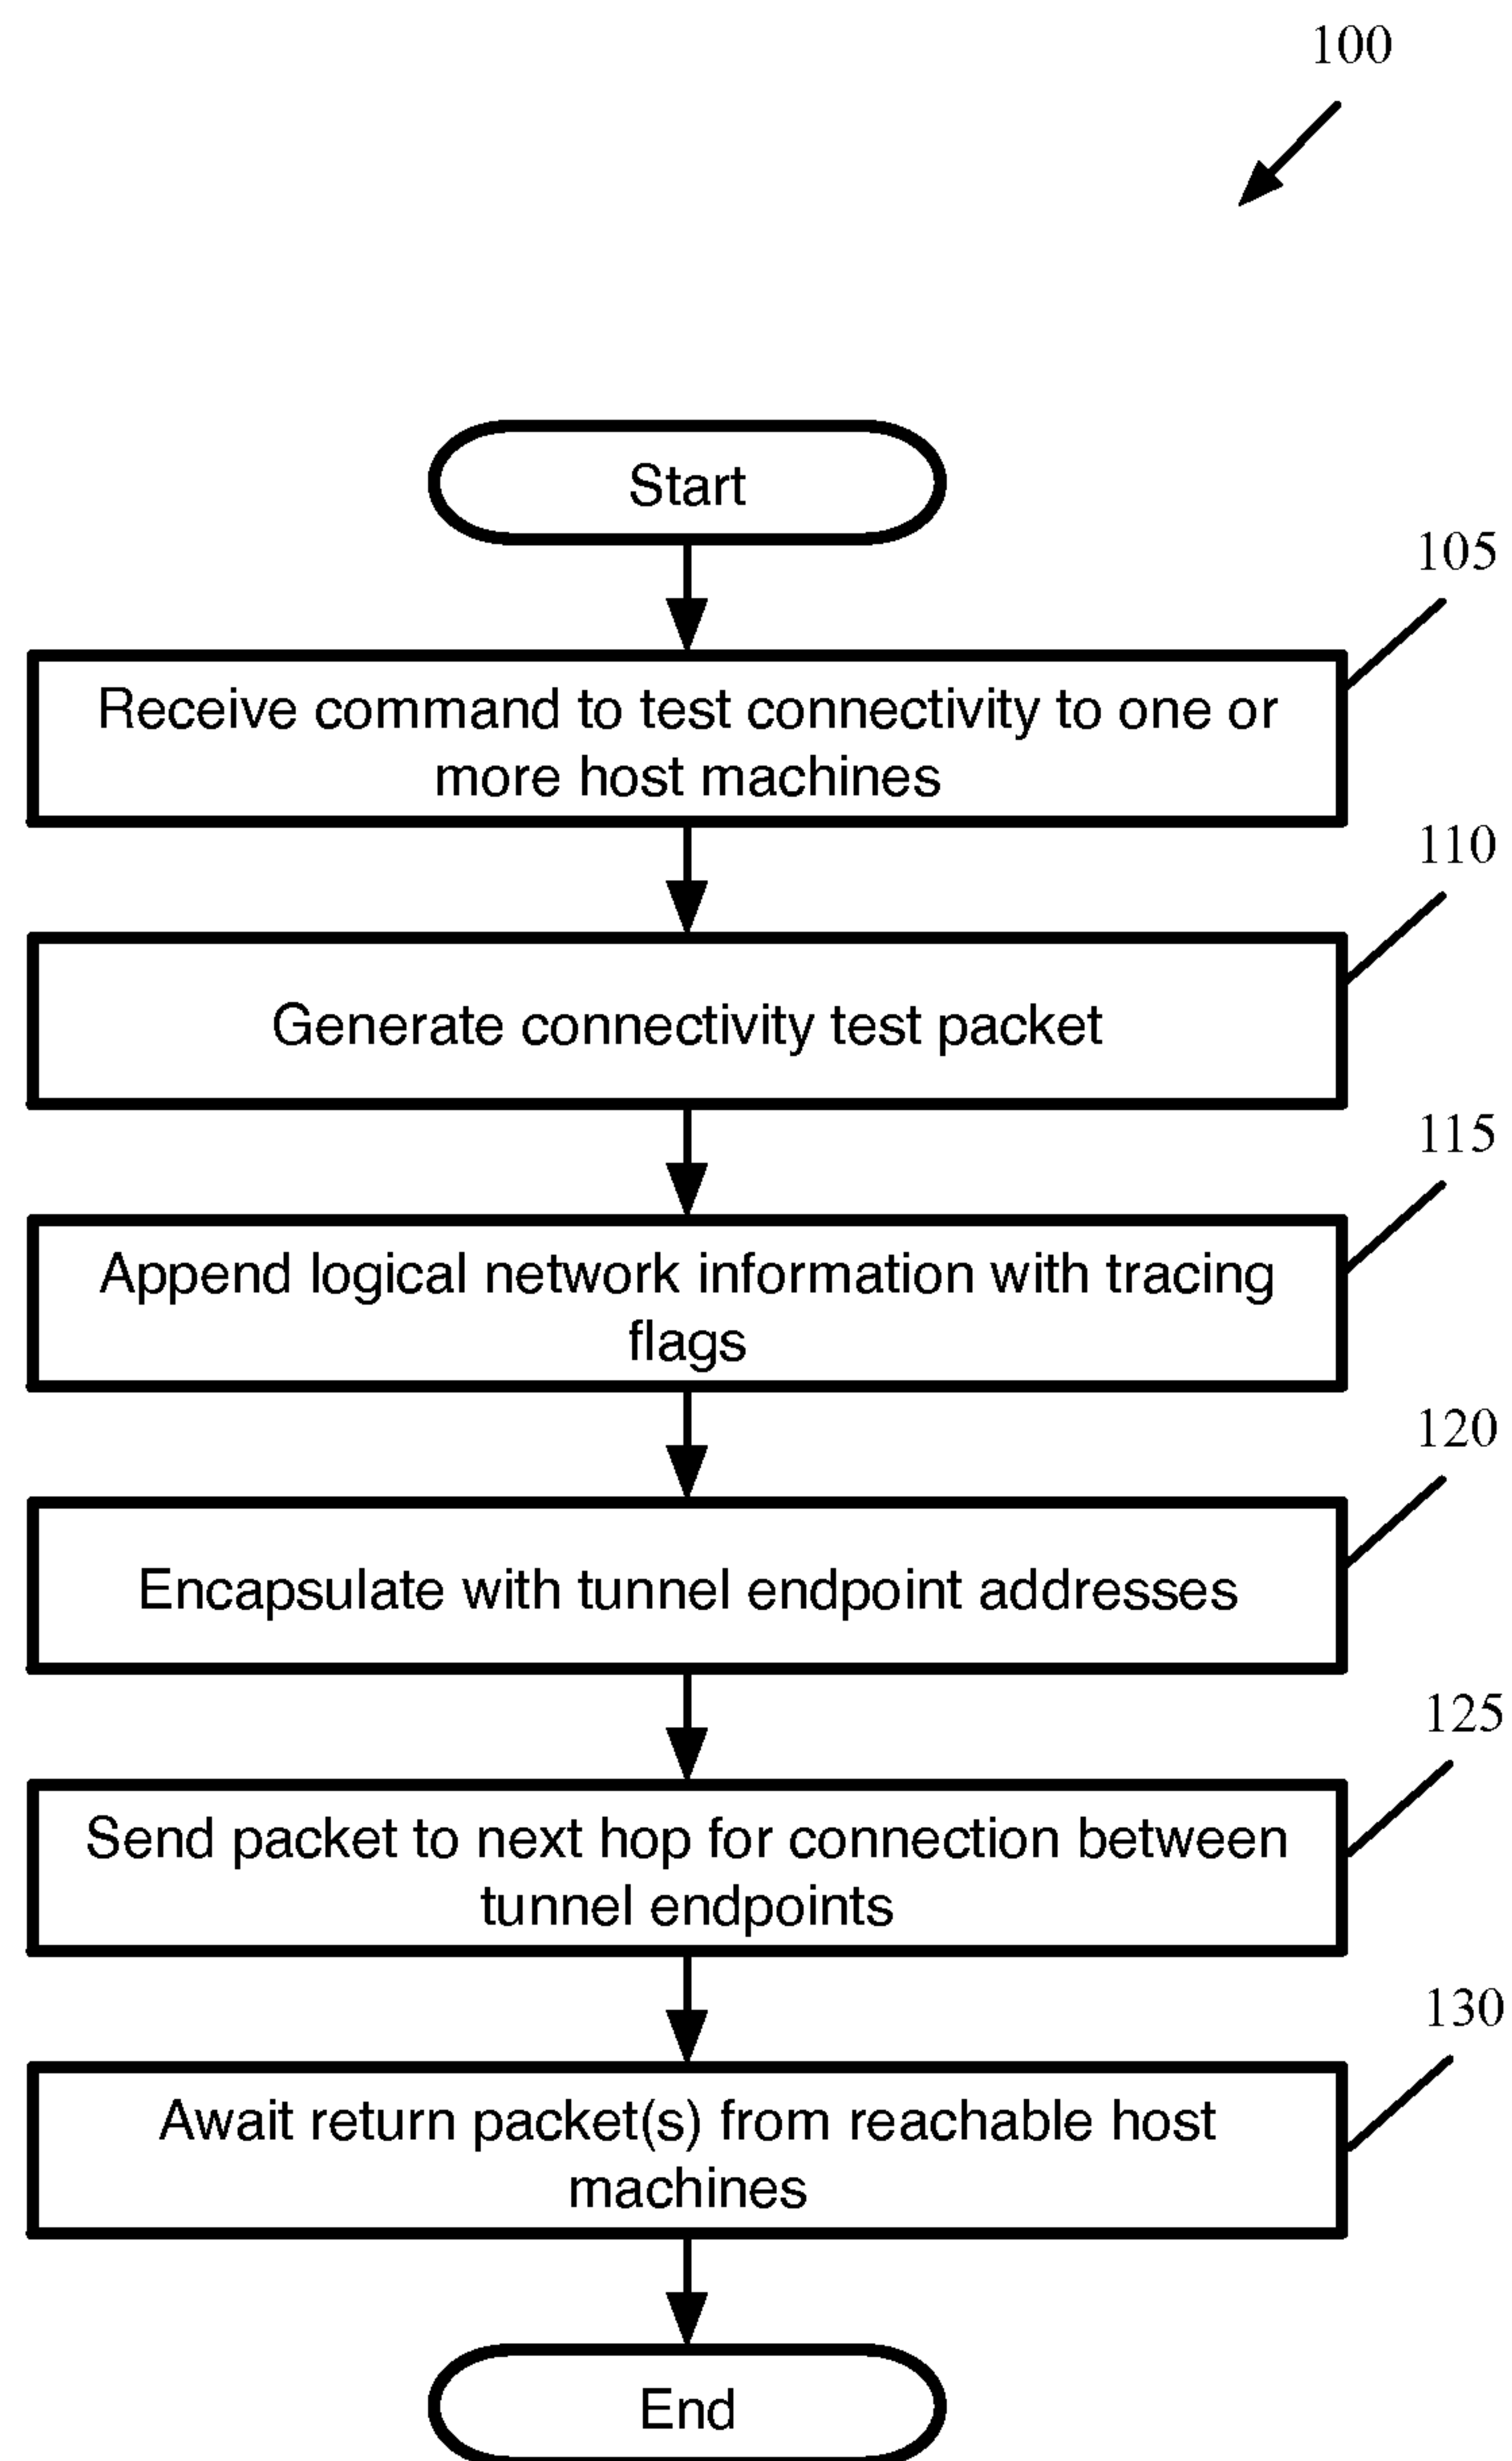 100
Start
105
Receive command to test connectivity to one or
more host machines
110
Generate connectivity test packet
115
Append logical network information with tracing
flags
120
Encapsulate with tunnel endpoint addresses
125
Send packet to next hop for connection between
tunnel endpoints
130
Await return packet(s) from reachable host
machines
End